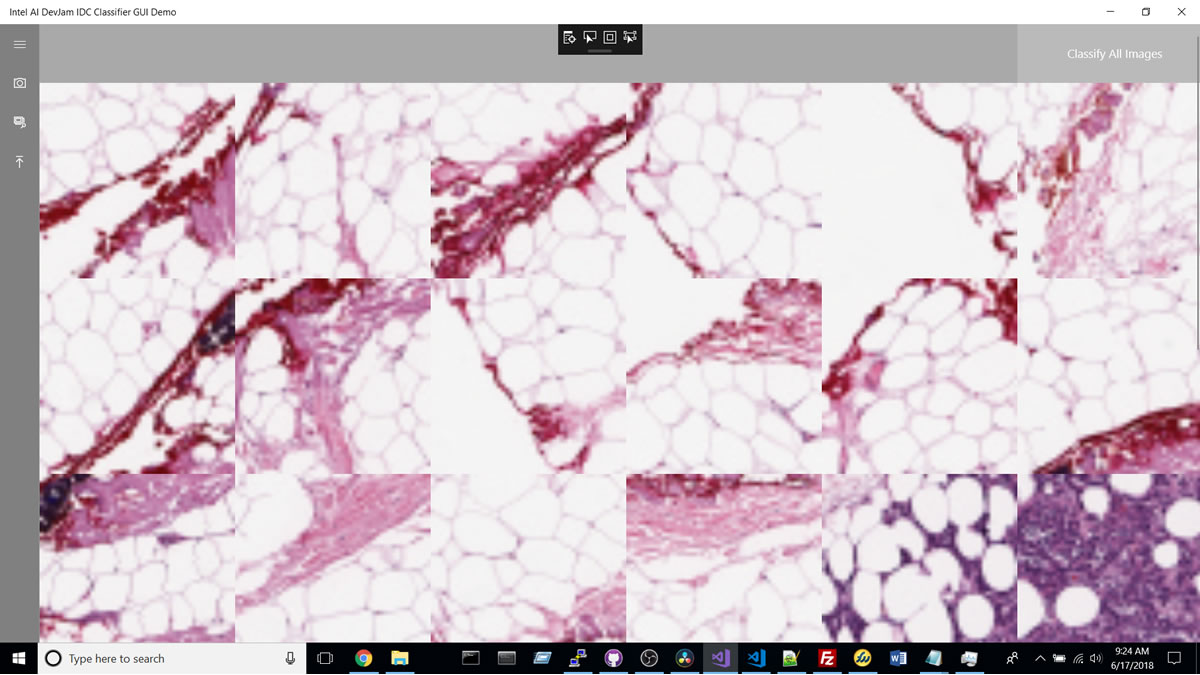 Intel AI DevJam IDC Classifier GUI Demo
Classify All Images
Type here to search
9:24 AM
6/17/2018